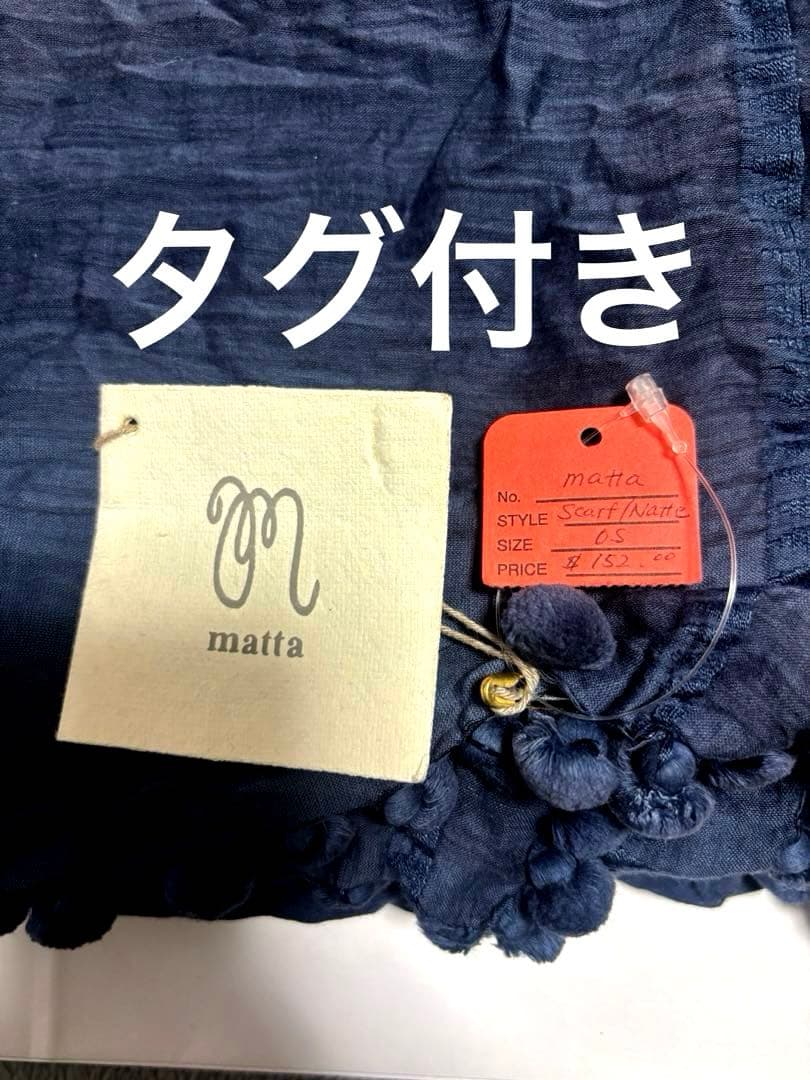 タグ付き
m
matta
No. matta
STYLE Scarf/Natte
SIZE OS
PRICE $ 152.00